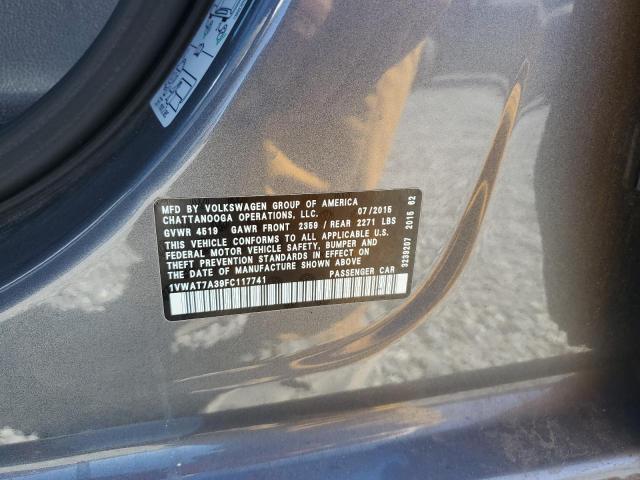 MFD BY VOLKSWAGEN GROUP OF AMERICA
CHATTANOOGA OPERATIONS, LLC. 07/2015
GVWR 4519 GAWR FRONT 2359 / REAR 2271 LBS
THIS VEHICLE CONFORMS TO ALL APPLICABLE U.S.
FEDERAL MOTOR VEHICLE SAFETY, BUMPER AND
THEFT PREVENTION STANDARDS IN EFFECT ON
THE DATE OF MANUFACTURE SHOWN ABOVE
1VWAT7A39FC117741 PASSENGER CAR
3239207 2015 62